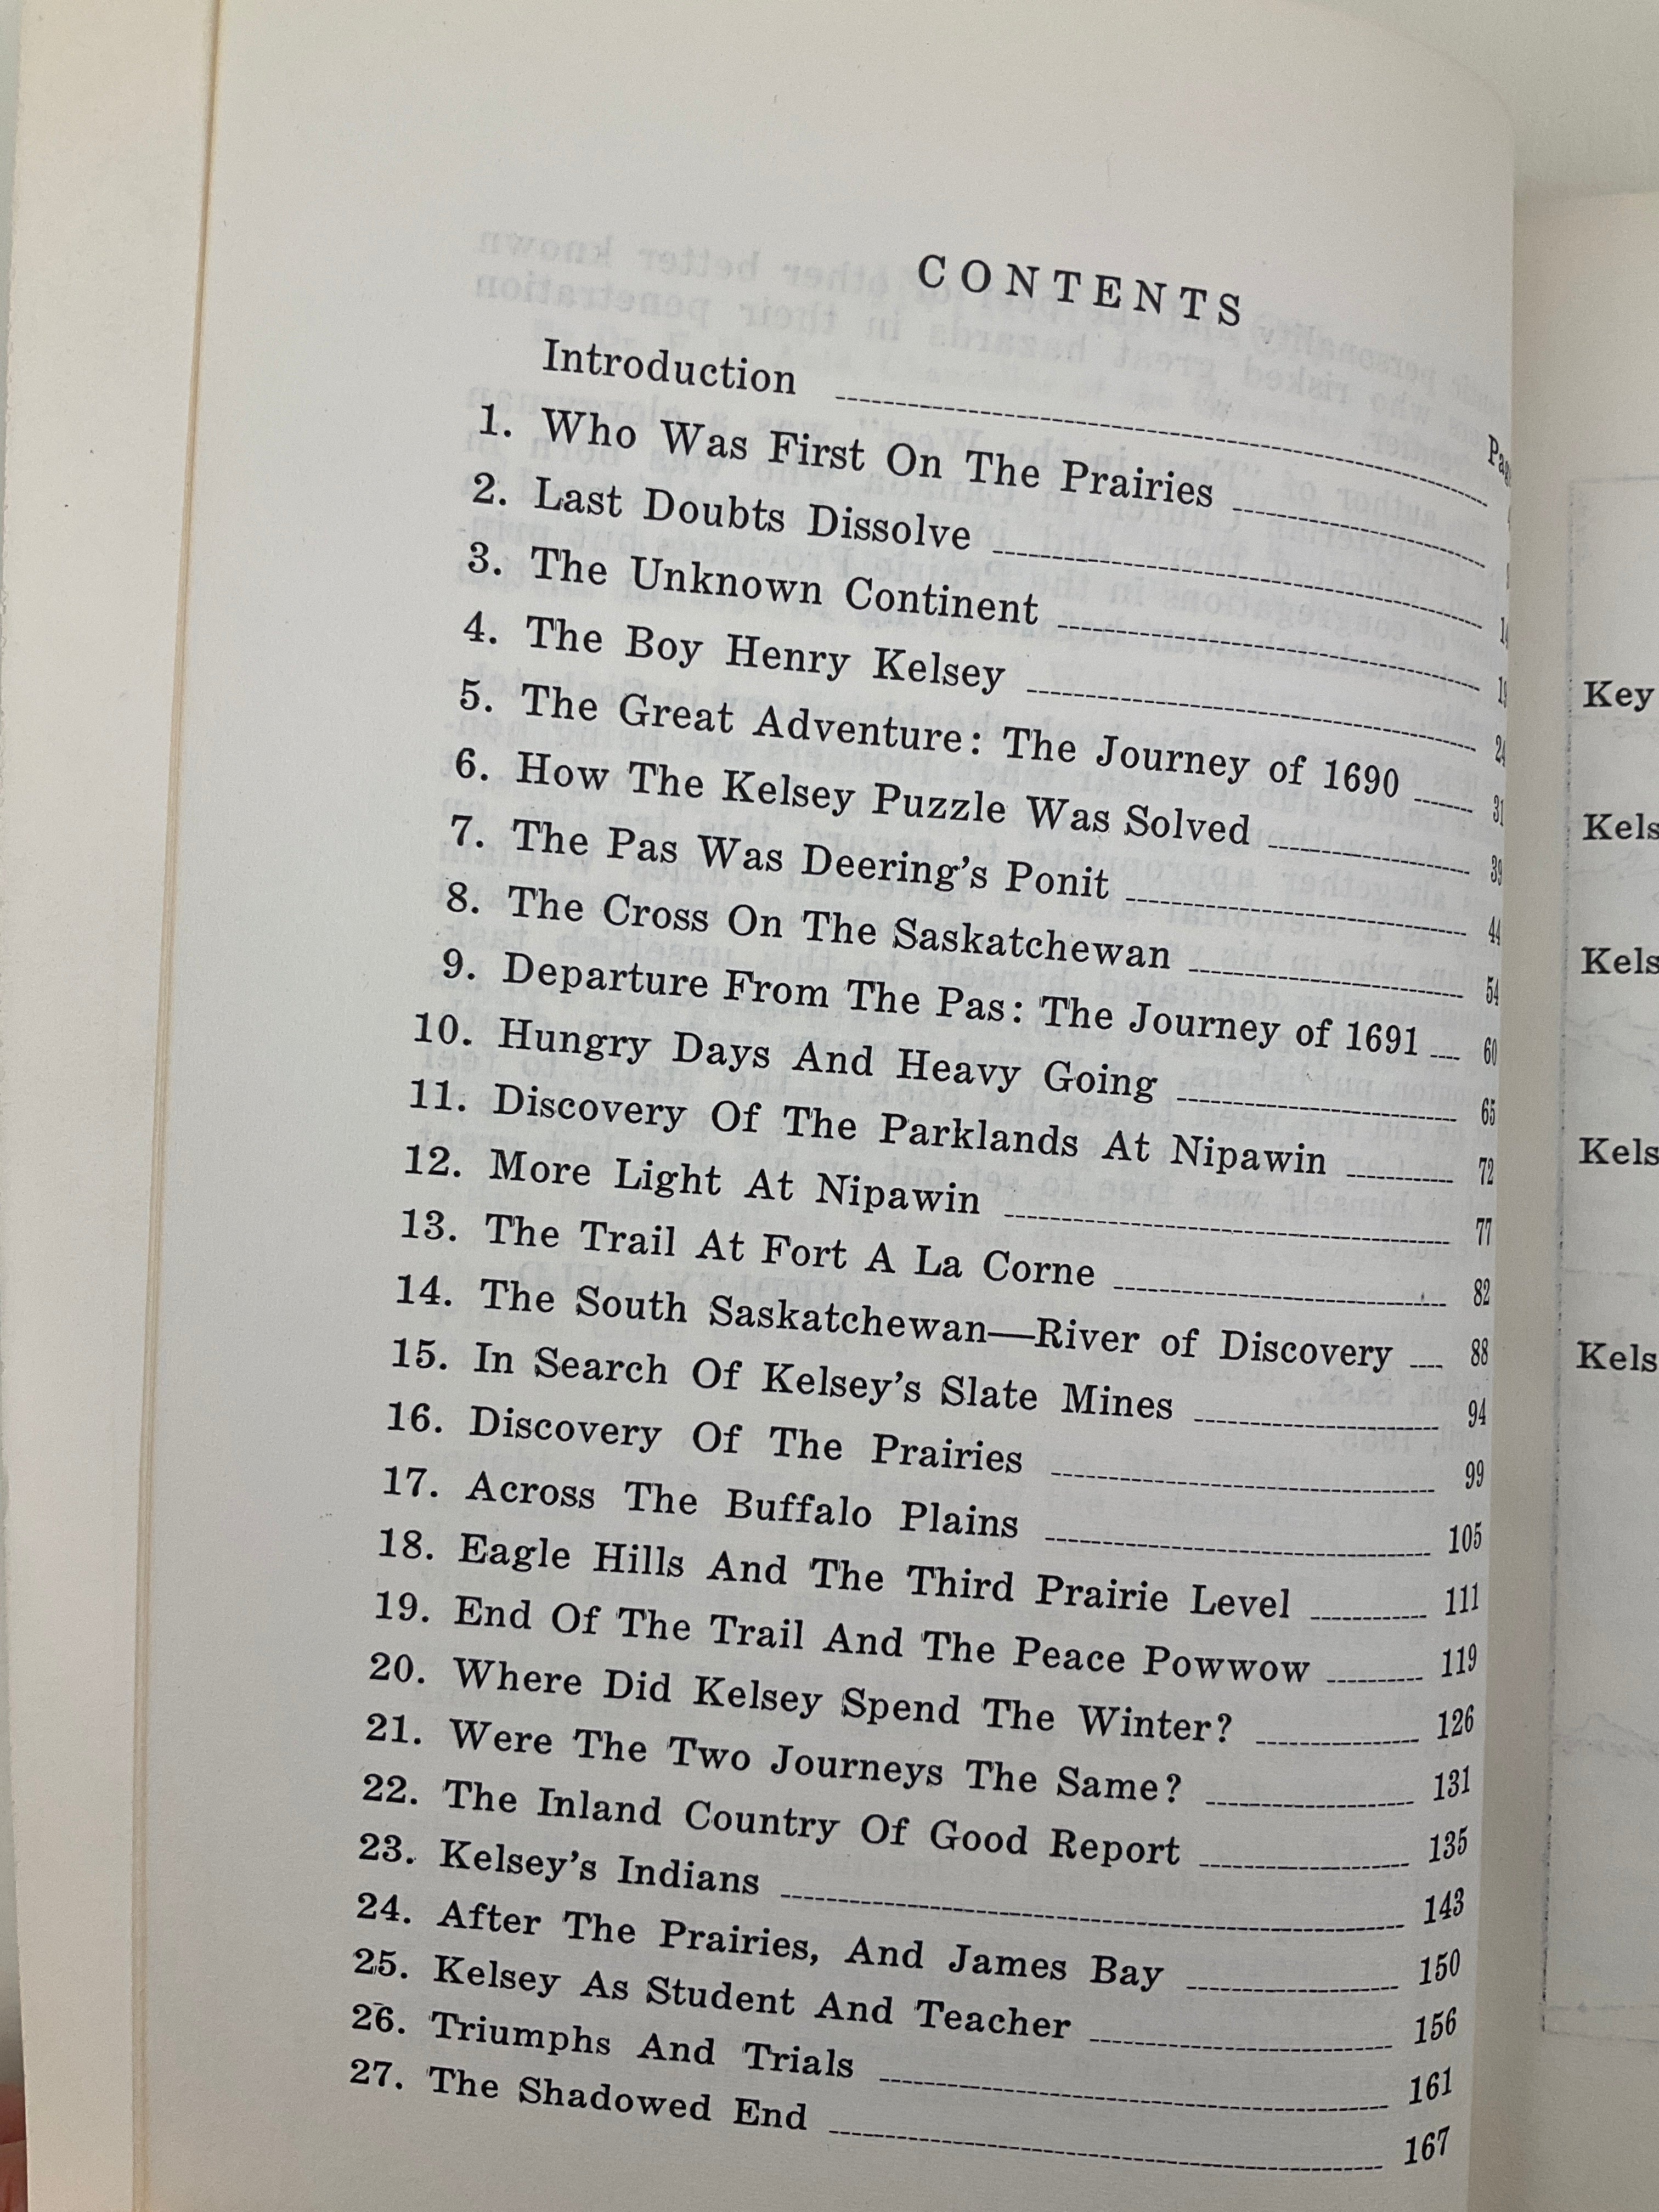 CONTENTS
Page
Introduction
1. Who Was First On The Prairies
2. Last Doubts Dissolve 14
3. The Unknown Continent 19
4. The Boy Henry Kelsey 24
5. The Great Adventure: The Journey of 1690 31
6. How The Kelsey Puzzle Was Solved 39
7. The Pas Was Deering's Ponit 44
8. The Cross On The Saskatchewan 54
9. Departure From The Pas: The Journey of 1691 60
10. Hungry Days And Heavy Going 65
11. Discovery Of The Parklands At Nipawin 72
12. More Light At Nipawin 77
13. The Trail At Fort A La Corne 82
14. The South Saskatchewan—River of Discovery 88
15. In Search Of Kelsey's Slate Mines 94
16. Discovery Of The Prairies 99
17. Across The Buffalo Plains 105
18. Eagle Hills And The Third Prairie Level 111
19. End Of The Trail And The Peace Powwow 119
20. Where Did Kelsey Spend The Winter? 126
21. Were The Two Journeys The Same? 131
22. The Inland Country Of Good Report 135
23. Kelsey's Indians 143
24. After The Prairies, And James Bay 150
25. Kelsey As Student And Teacher 156
26. Triumphs And Trials 161
27. The Shadowed End 167
Key
Kels
Kels
Kels
Kels